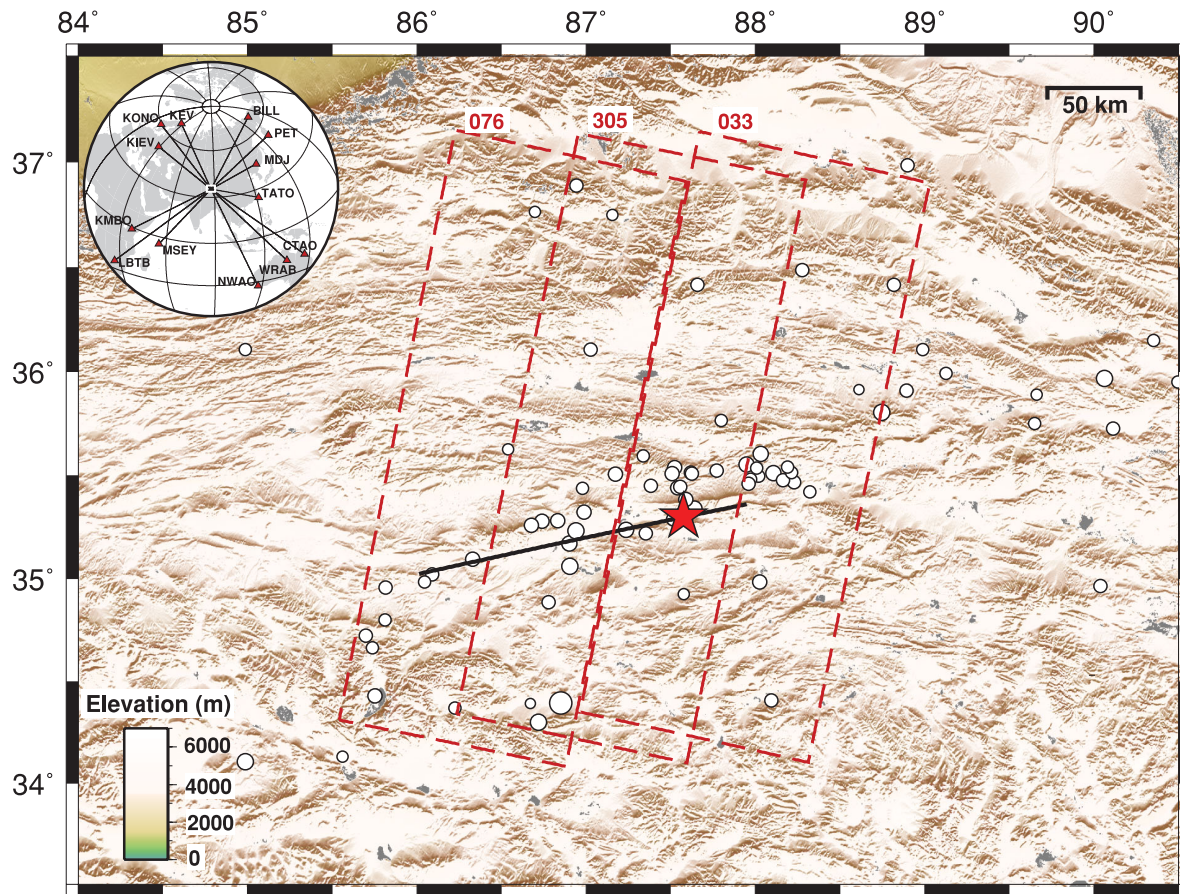 84° 85° 86° 87° 88° 89° 90°
50 km
076 305 033
KONO KEV BILL
PET
KIEV
MDJ
TATO
KMBO
MSEY
CTAO
LBTB
WRAB
NWAO
37°
36°
35°
34°
Elevation (m)
6000
4000
2000
0